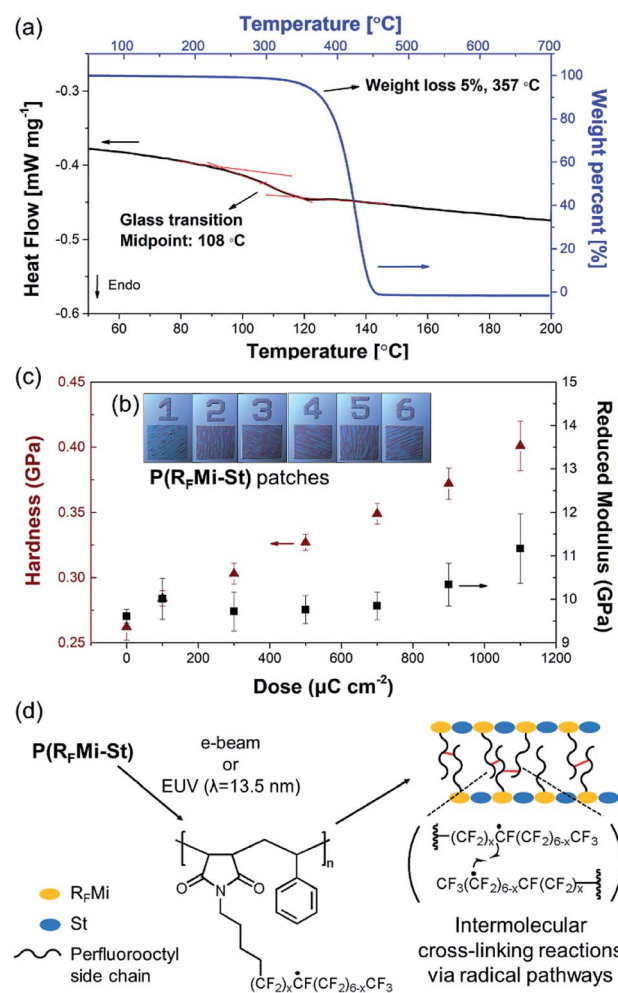 (a)
Temperature [°C]
100 200 300 400 500 600 700
-0.3
-0.4
-0.5
-0.6
Heat Flow [mW mg⁻¹]
Weight loss 5%, 357 °C
Glass transition
Midpoint: 108 °C
Endo
100
80
60
40
20
0
Weight percent [%]
60 80 100 120 140 160 180 200
Temperature [°C]
(c)
0.45
0.40
0.35
0.30
0.25
Hardness (GPa)
(b)
1 2 3 4 5 6
P(R_FMi-St) patches
15
14
13
12
11
10
9
Reduced Modulus (GPa)
0 200 400 600 800 1000 1200
Dose (µC cm⁻²)
(d)
P(R_FMi-St)
e-beam
or
EUV (λ=13.5 nm)
n
O N O
(CF₂)ₓĊF(CF₂)₆₋ₓCF₃
R_FMi
St
Perfluorooctyl
side chain
(CF₂)ₓĊF(CF₂)₆₋ₓCF₃
CF₃(ĊF₂)₆₋ₓCF(CF₂)ₓ
Intermolecular
cross-linking reactions
via radical pathways